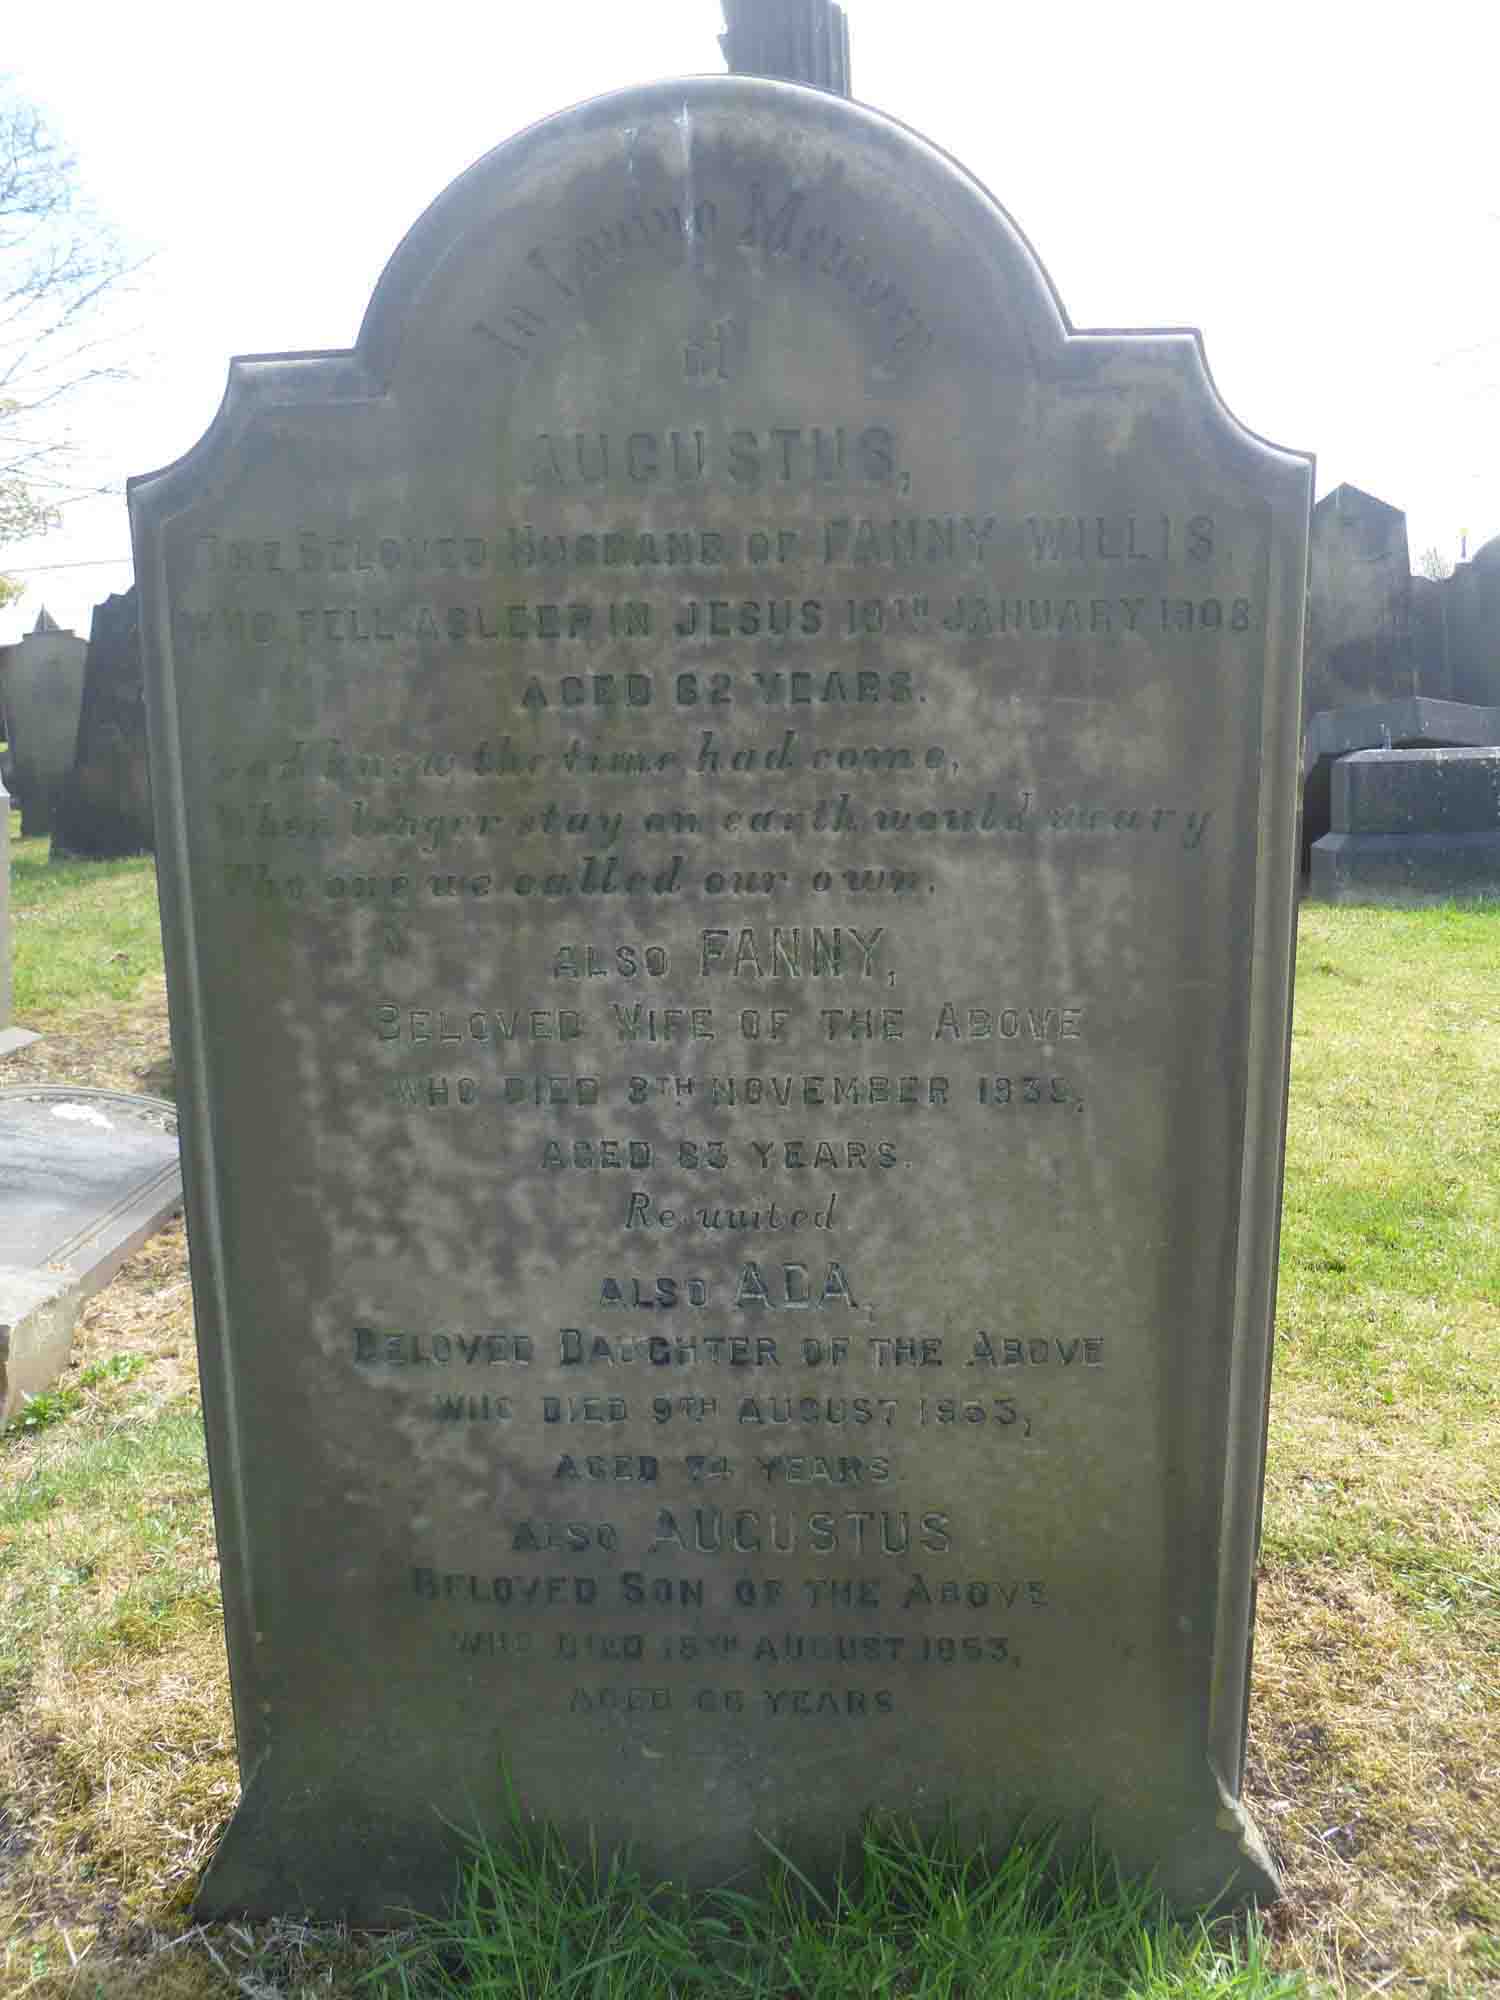 In Loving Memory
of
AUGUSTUS,
THE BELOVED HUSBAND OF FANNY WILLIS.
WHO FELL ASLEEP IN JESUS JANUARY 1908.
AGED 62 YEARS.
God knew the time had come,
When longer stay on earth would weary
The one we called our own.
ALSO FANNY,
BELOVED WIFE OF THE ABOVE
WHO DIED NOVEMBER
AGED YEARS.
Re-united
ALSO ADA,
BELOVED DAUGHTER OF THE ABOVE
WHO DIED 9TH AUGUST 1953,
AGED 74 YEARS.
ALSO AUGUSTUS
BELOVED SON OF THE ABOVE
WHO DIED AUGUST 1953,
AGED 66 YEARS